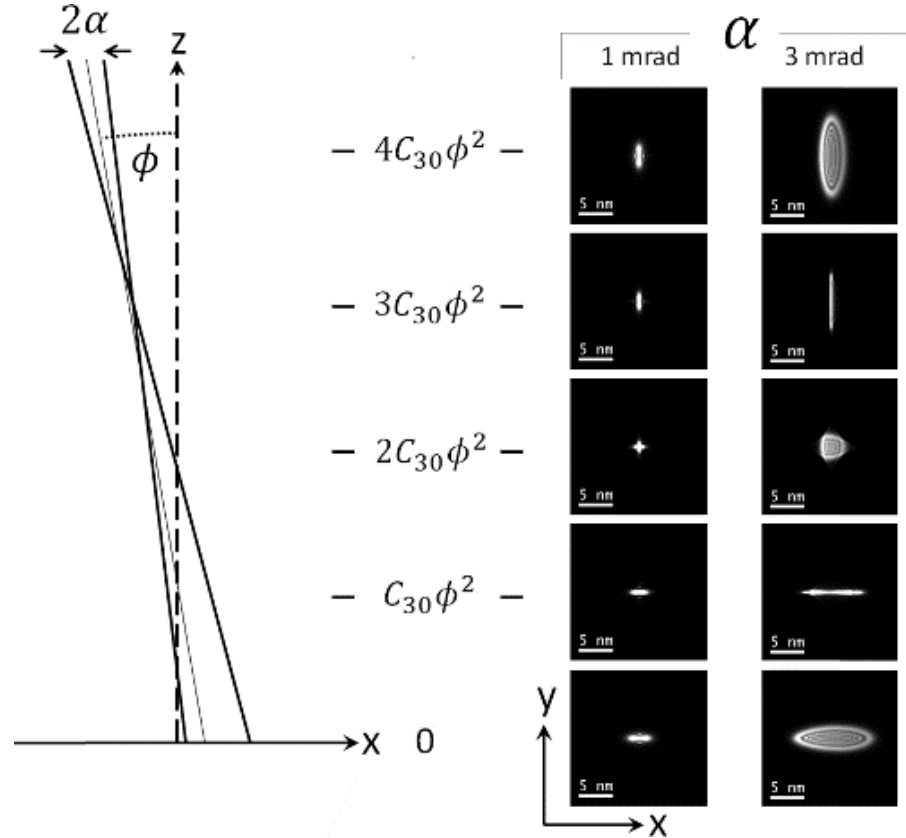 2α
z
α
1 mrad
3 mrad
ϕ
4C₃₀ϕ²
5 nm
5 nm
3C₃₀ϕ²
5 nm
5 nm
2C₃₀ϕ²
5 nm
5 nm
C₃₀ϕ²
5 nm
5 nm
x
0
y
5 nm
5 nm
x